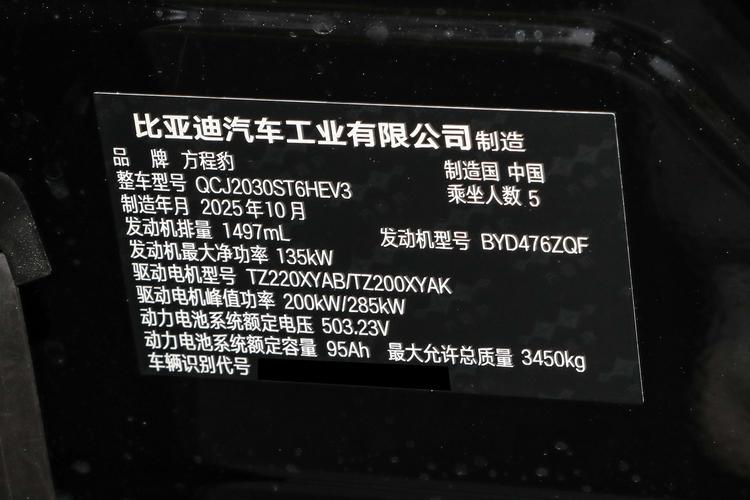 比亚迪汽车工业有限公司制造
品 牌 方程豹 制造国 中国
整车型号 QCJ2030ST6HEV3 乘坐人数 5
制造年月 2025年10月
发动机排量 1497mL 发动机型号 BYD476ZQF
发动机最大净功率 135kW
驱动电机型号 TZ220XYAB/TZ200XYAK
驱动电机峰值功率 200kW/285kW
动力电池系统额定电压 503.23V
动力电池系统额定容量 95Ah 最大允许总质量 3450kg
车辆识别代号